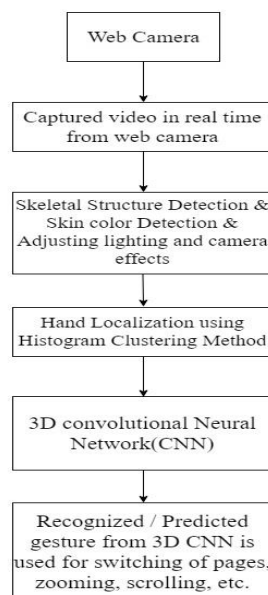 Web Camera
Captured video in real time
from web camera
Skeletal Structure Detection &
Skin color Detection &
Adjusting lighting and camera
effects
Hand Localization using
Histogram Clustering Method
3D convolutional Neural
Network(CNN)
Recognized / Predicted
gesture from 3D CNN is
used for switching of pages,
zooming, scrolling, etc.